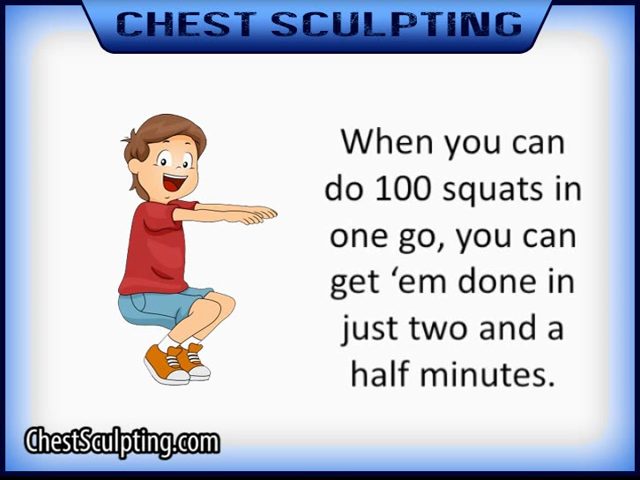 CHEST SCULPTING
When you can
do 100 squats in
one go, you can
get ‘em done in
just two and a
half minutes.
ChestSculpting.com